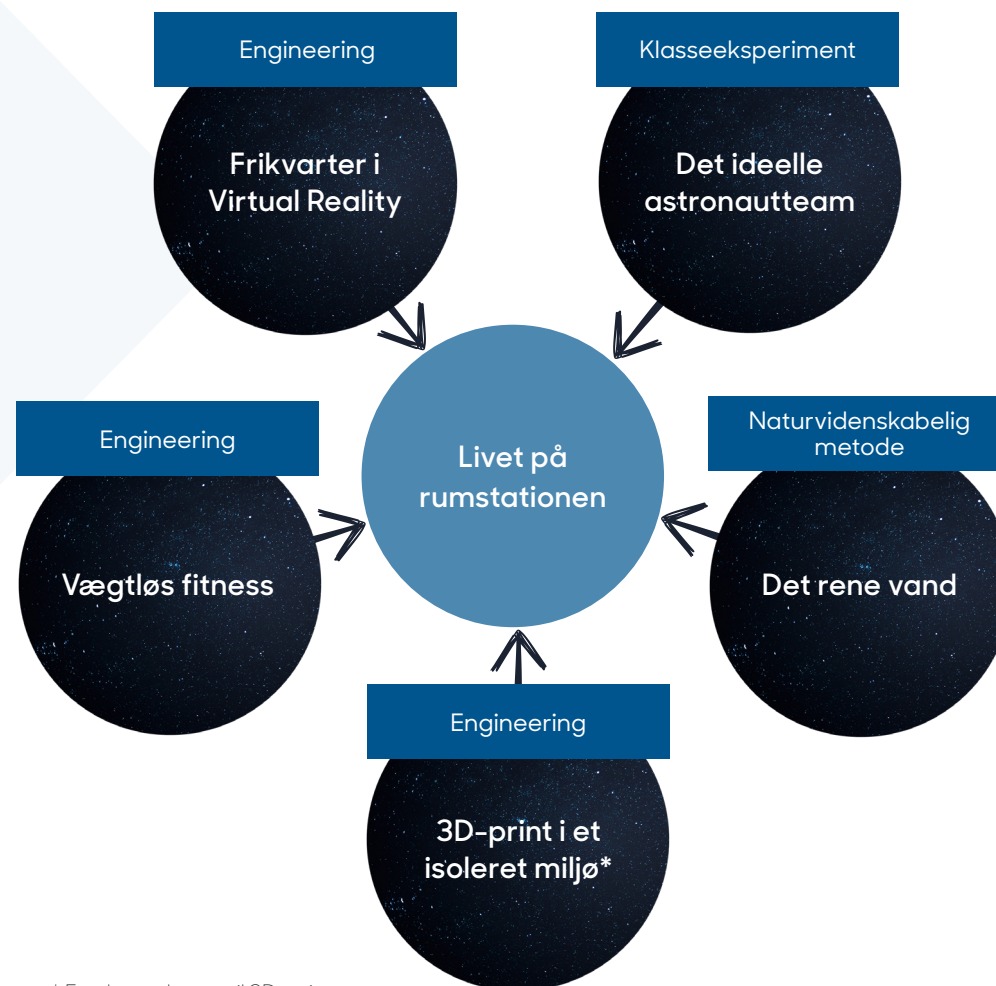 Engineering
Frikvarter i
Virtual Reality
Klasseeksperiment
Det ideelle
astronautteam
Engineering
Vægtløs fitness
Livet på
rumstationen
Naturvidenskabelig
metode
Det rene vand
Engineering
3D-print i et
isoleret miljø*